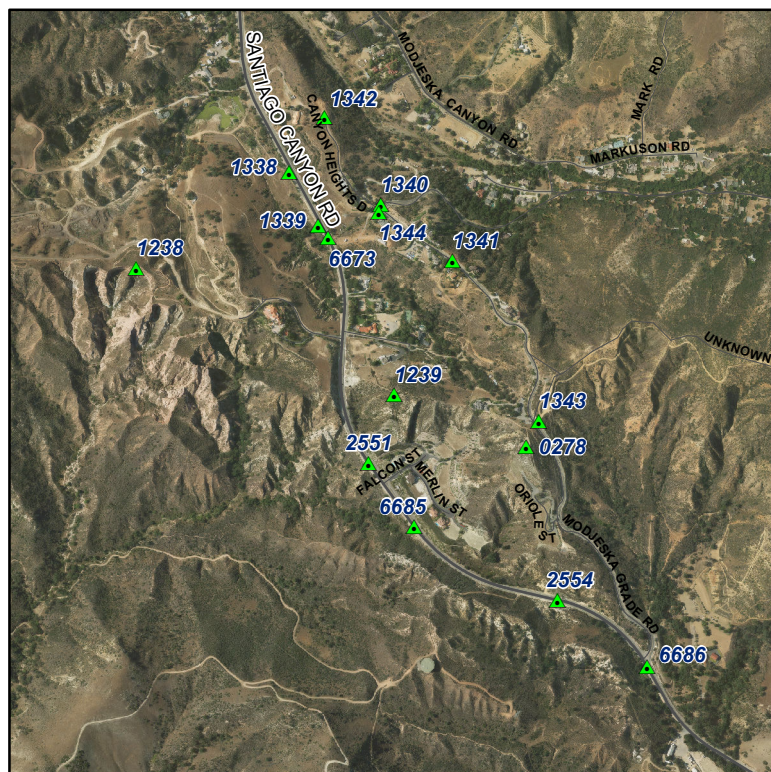 MODJESKA CANYON RD
SANTIAGO CANYON RD
MARK RD
1342
CANYON HEIGHTS D
MARKUSON RD
1338
1340
1339
1344
1238
6673
1341
UNKNOWN
1239
1343
2551
0278
FALCON ST
MERLIN ST
ORIOLE ST
6685
MODJESKA GRADE RD
2554
6686